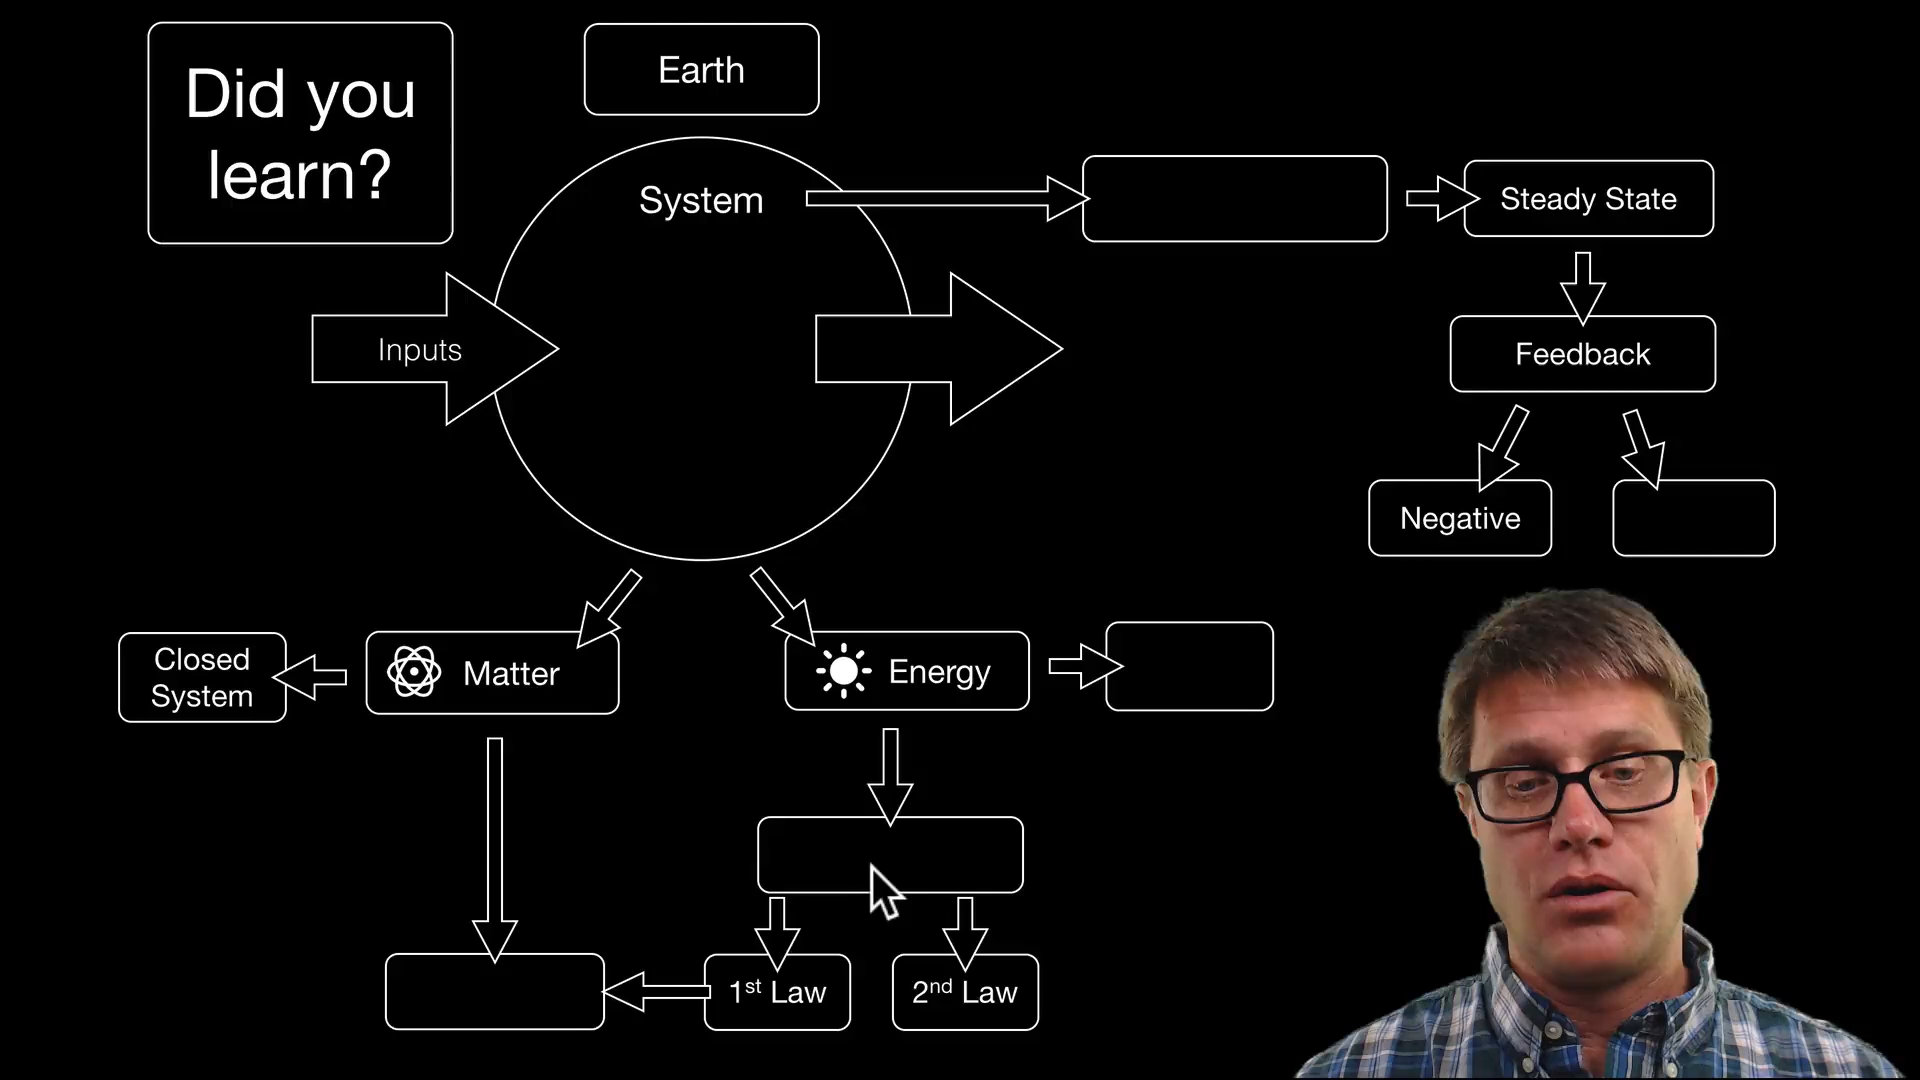 Did you
learn?
Earth
System
Steady State
Inputs
Feedback
Negative
Closed
System
Matter
Energy
1st Law
2nd Law